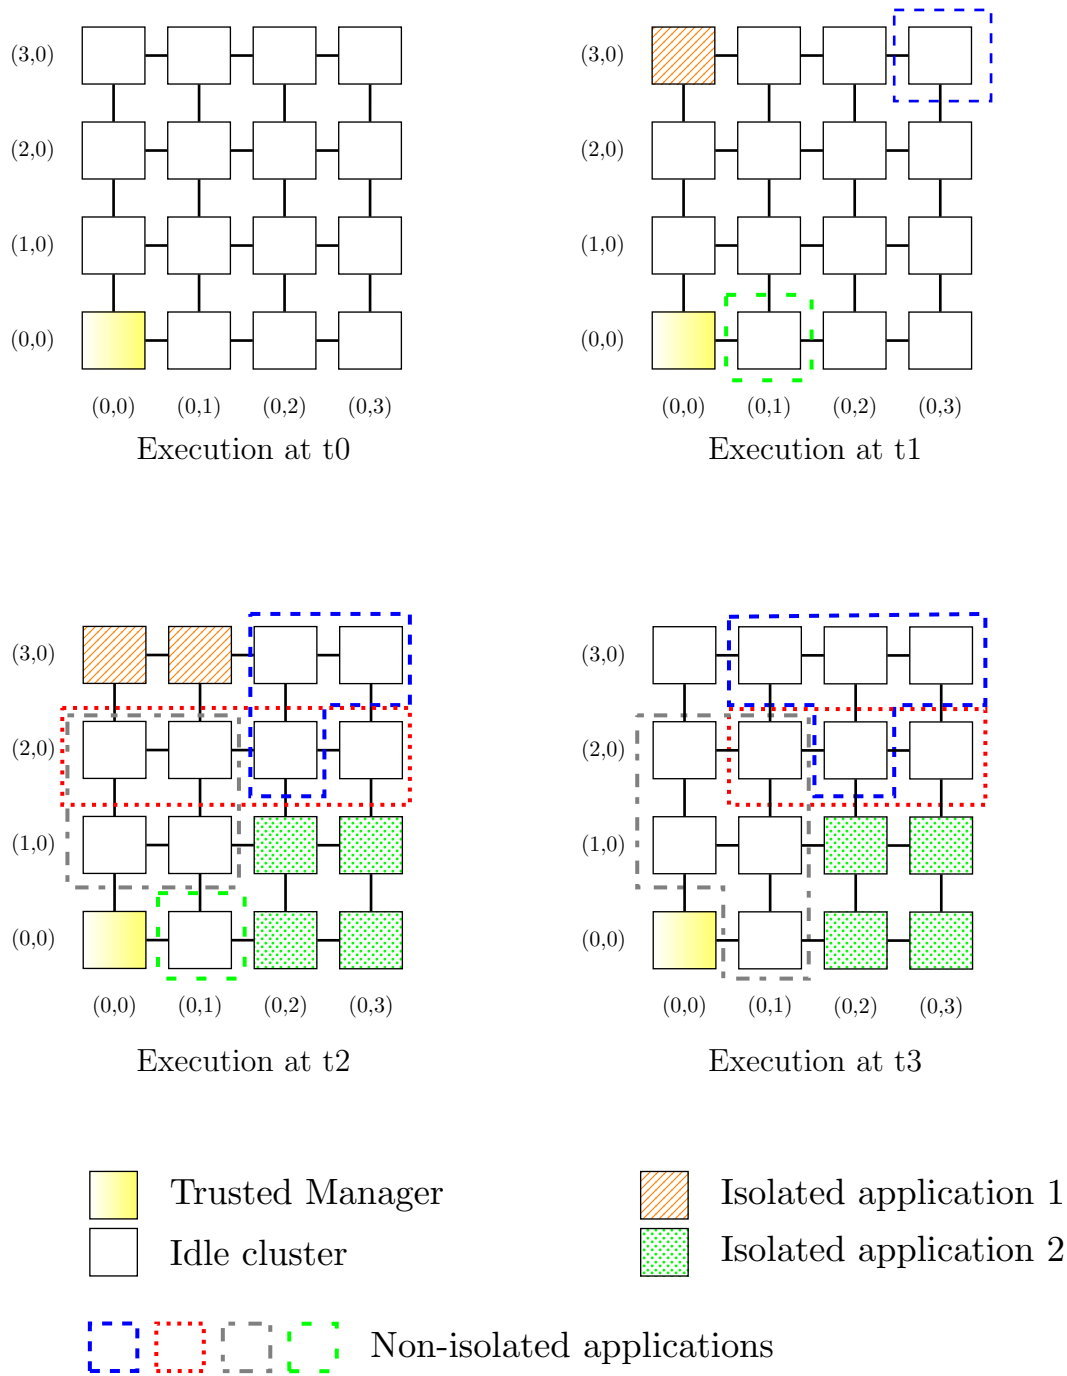 (3,0)
(2,0)
(1,0)
(0,0)
(0,0) (0,1) (0,2) (0,3)
Execution at t0
(3,0)
(2,0)
(1,0)
(0,0)
(0,0) (0,1) (0,2) (0,3)
Execution at t1
(3,0)
(2,0)
(1,0)
(0,0)
(0,0) (0,1) (0,2) (0,3)
Execution at t2
(3,0)
(2,0)
(1,0)
(0,0)
(0,0) (0,1) (0,2) (0,3)
Execution at t3
Trusted Manager
Idle cluster
Isolated application 1
Isolated application 2
Non-isolated applications